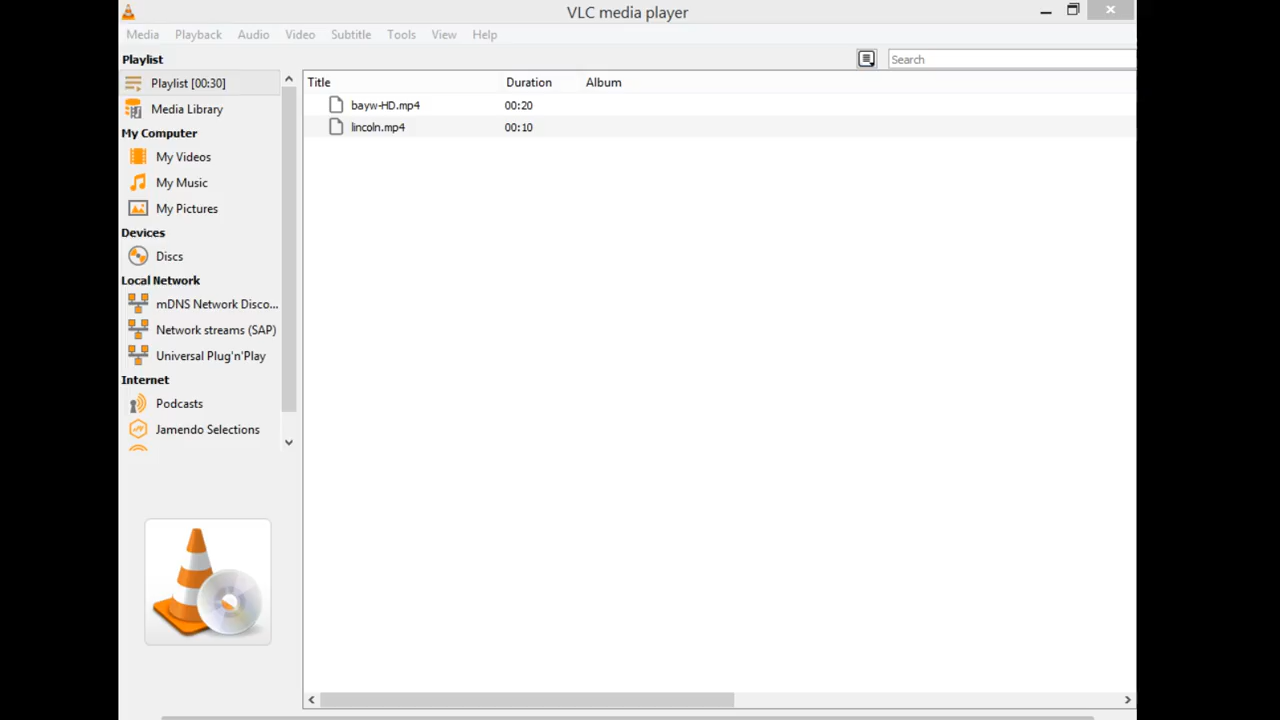 VLC media player
Media Playback Audio Video Subtitle Tools View Help
Playlist
Search
Playlist [00:30]
Media Library
My Computer
My Videos
My Music
My Pictures
Devices
Discs
Local Network
mDNS Network Disco...
Network streams (SAP)
Universal Plug'n'Play
Internet
Podcasts
Jamendo Selections
Title Duration Album
bayw-HD.mp4 00:20
lincoln.mp4 00:10